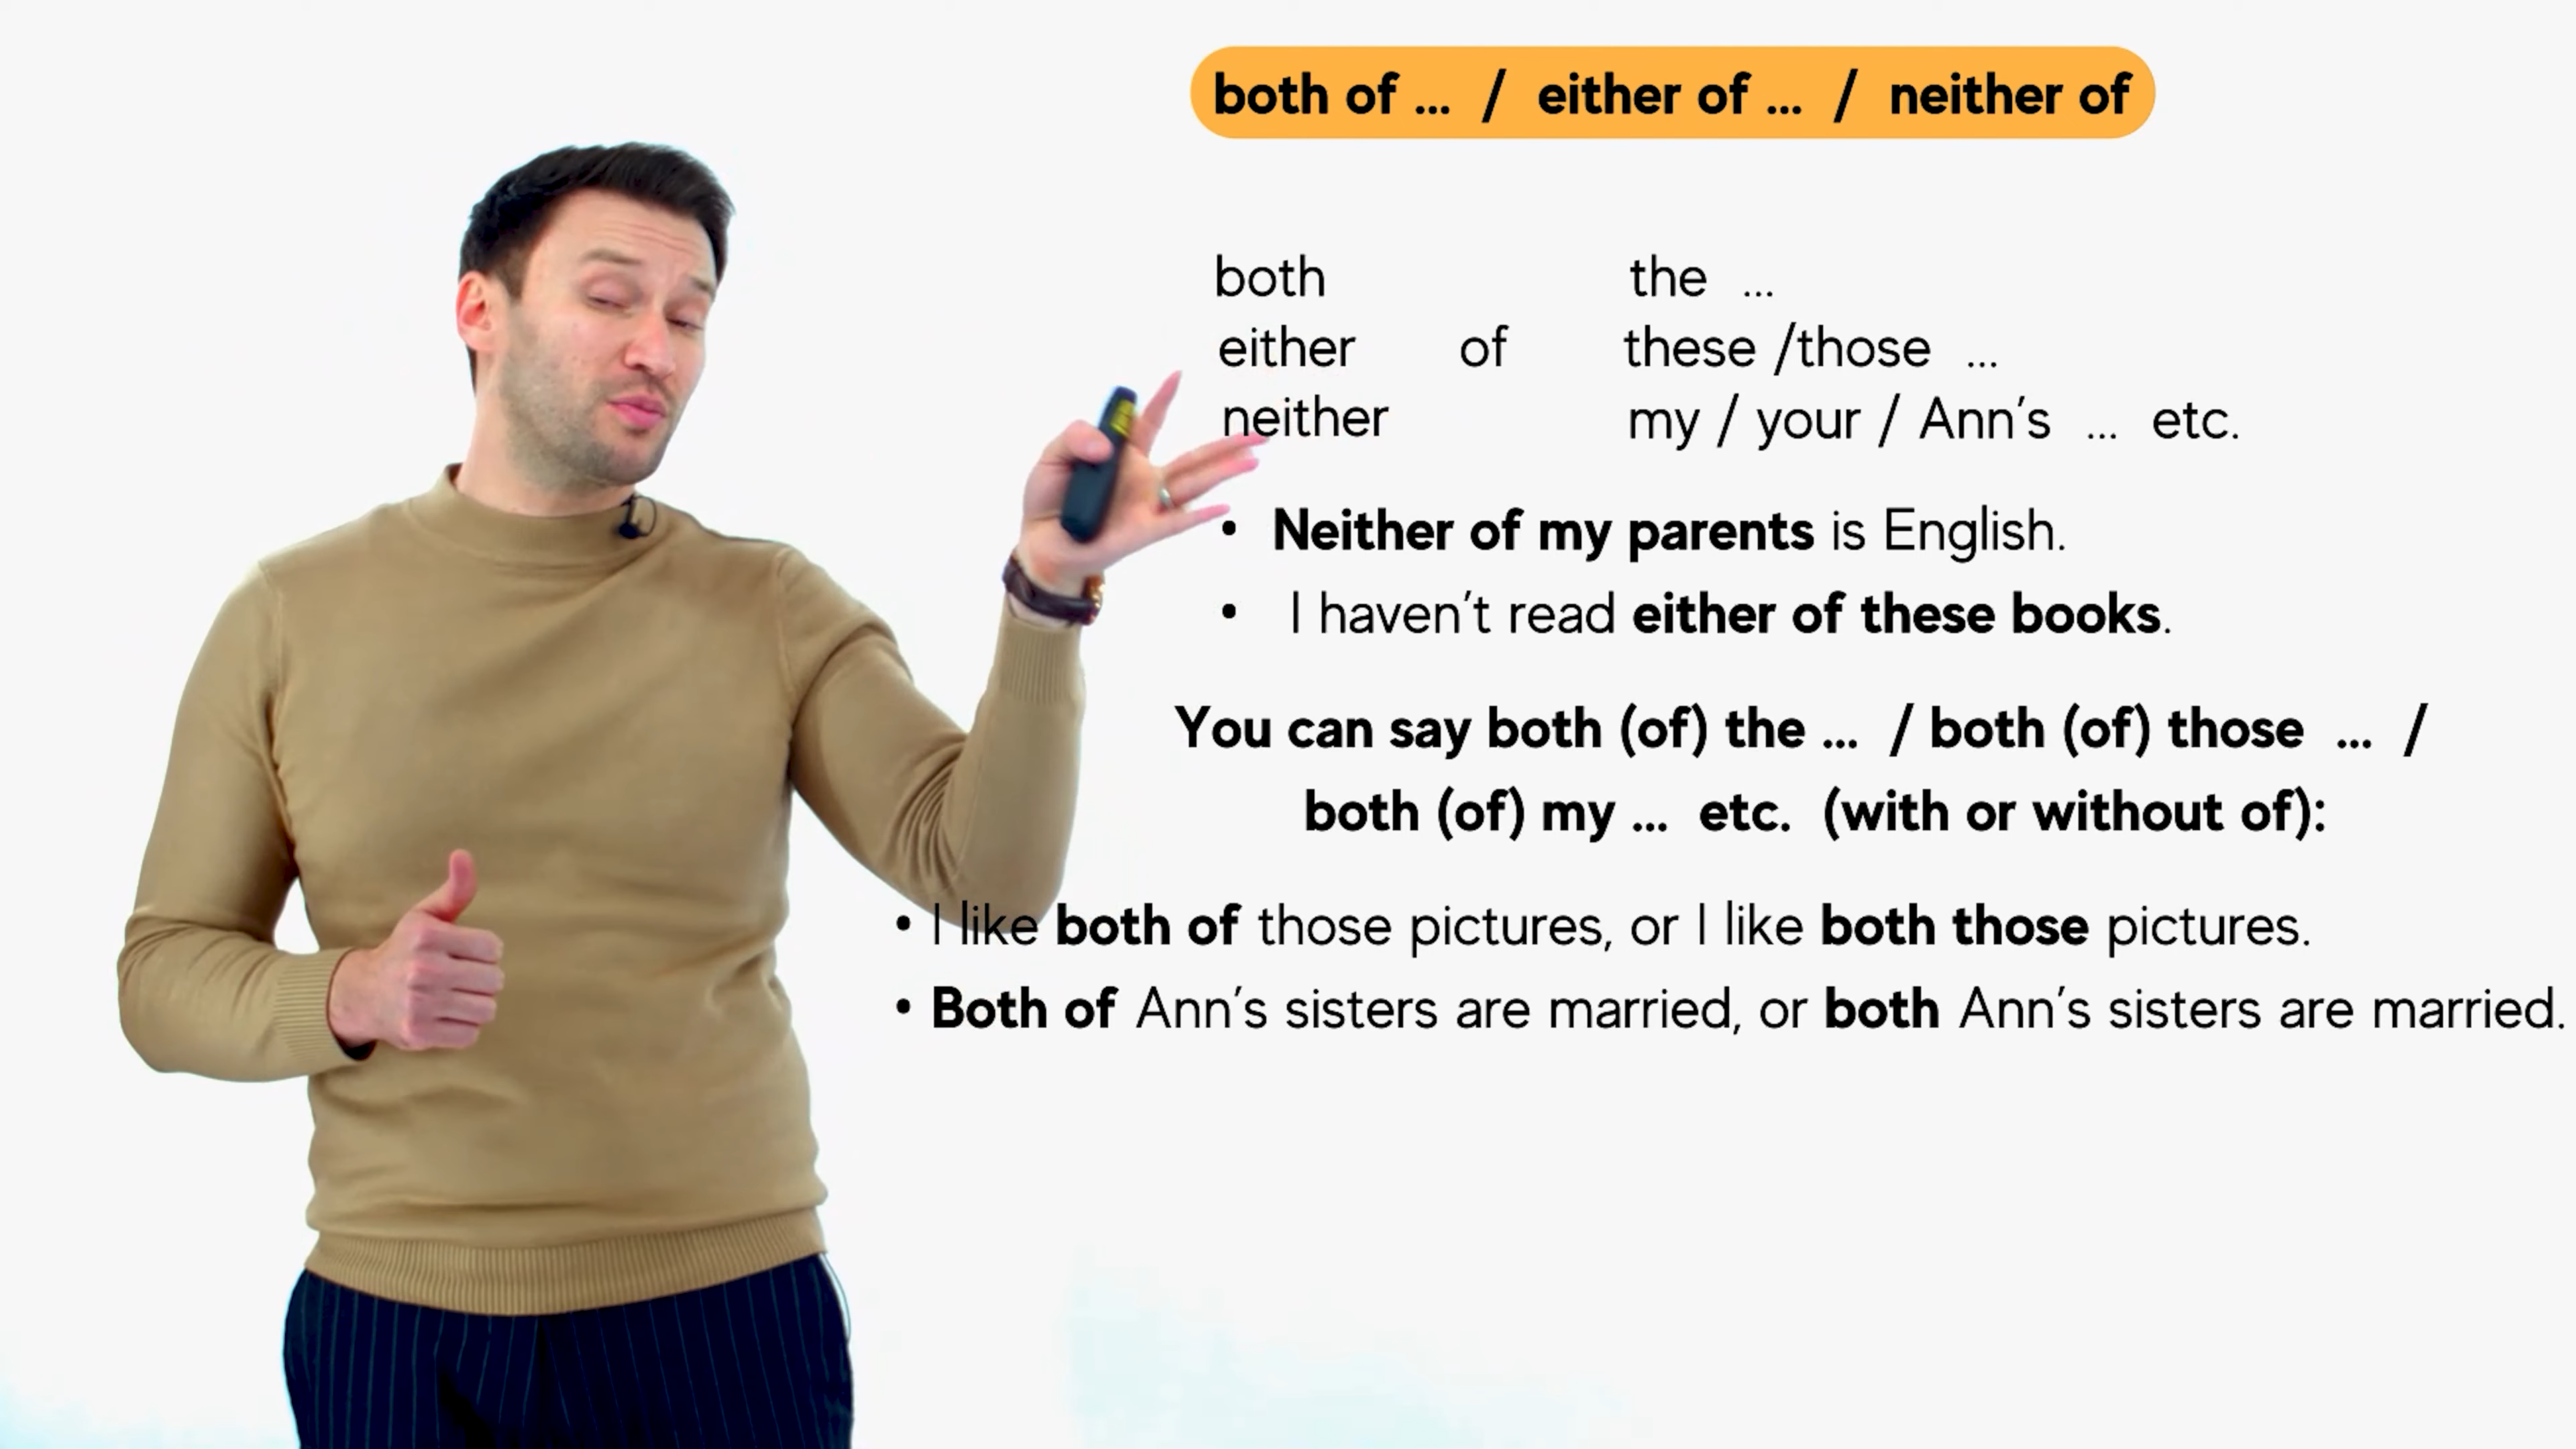 both of ... / either of ... / neither of
both the ...
either of these /those ...
neither my / your / Ann's ... etc.
• Neither of my parents is English.
• I haven't read either of these books.
You can say both (of) the ... / both (of) those ... /
both (of) my ... etc. (with or without of):
• I like both of those pictures, or I like both those pictures.
• Both of Ann's sisters are married, or both Ann's sisters are married.